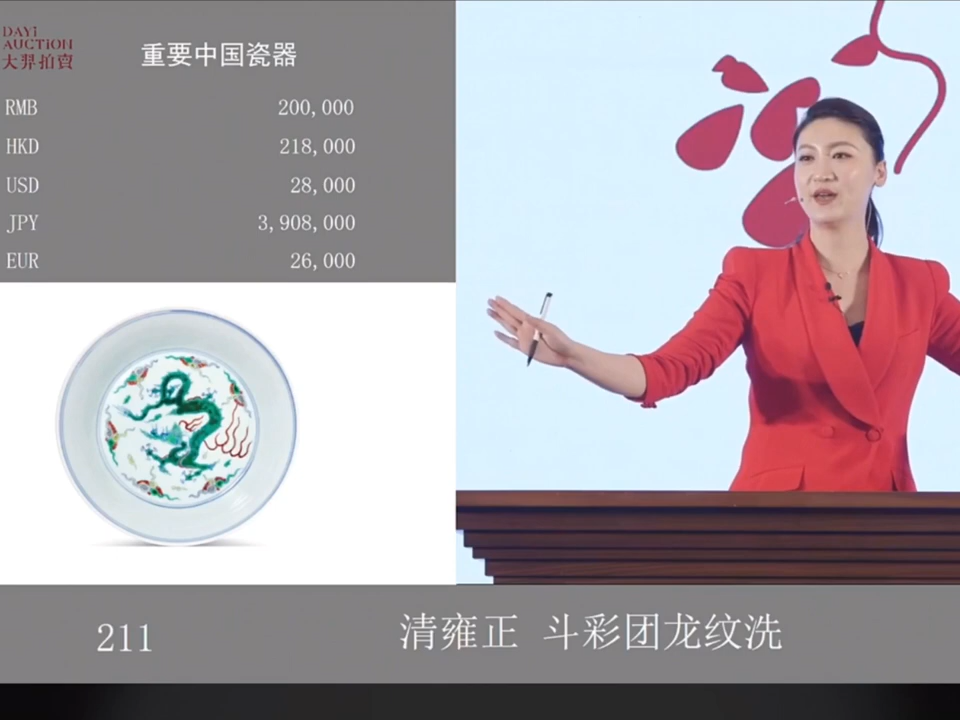 DAYi
AUCTION
大羿拍賣
重要中国瓷器
RMB 200,000
HKD 218,000
USD 28,000
JPY 3,908,000
EUR 26,000
211 清雍正 斗彩团龙纹洗